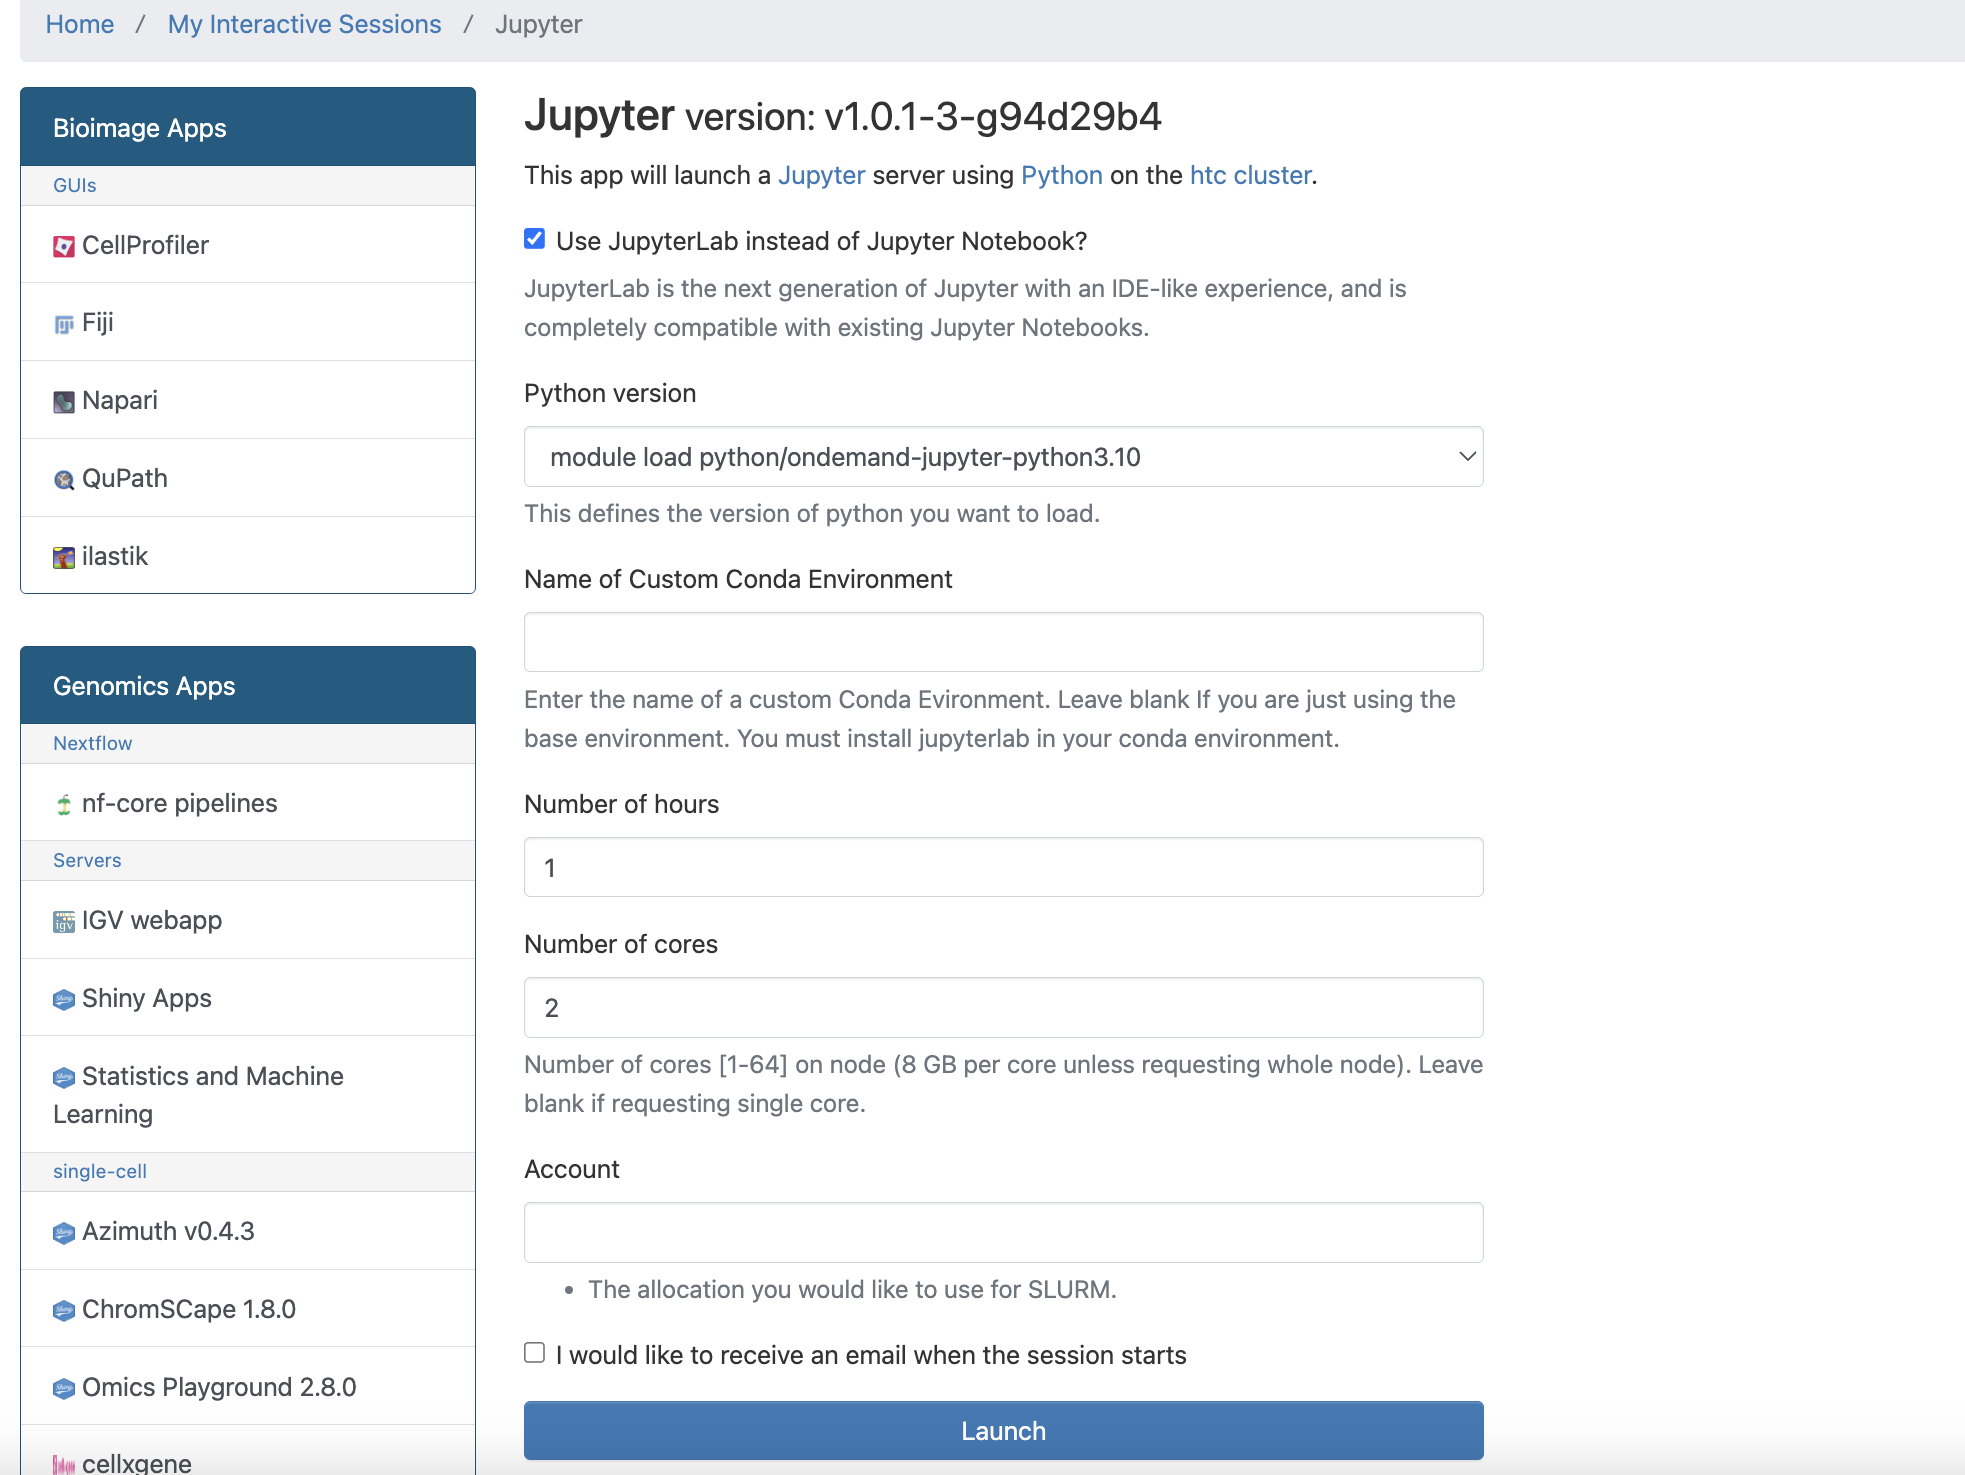 Home / My Interactive Sessions / Jupyter
Bioimage Apps
GUIs
CellProfiler
Fiji
Napari
QuPath
ilastik
Genomics Apps
Nextflow
nf-core pipelines
Servers
IGV webapp
Shiny Apps
Statistics and Machine
Learning
single-cell
Azimuth v0.4.3
ChromSCape 1.8.0
Omics Playground 2.8.0
cellxgene
Jupyter version: v1.0.1-3-g94d29b4
This app will launch a Jupyter server using Python on the htc cluster.
Use JupyterLab instead of Jupyter Notebook?
JupyterLab is the next generation of Jupyter with an IDE-like experience, and is
completely compatible with existing Jupyter Notebooks.
Python version
module load python/ondemand-jupyter-python3.10
This defines the version of python you want to load.
Name of Custom Conda Environment
Enter the name of a custom Conda Evironment. Leave blank If you are just using the
base environment. You must install jupyterlab in your conda environment.
Number of hours
1
Number of cores
2
Number of cores [1-64] on node (8 GB per core unless requesting whole node). Leave
blank if requesting single core.
Account
• The allocation you would like to use for SLURM.
I would like to receive an email when the session starts
Launch